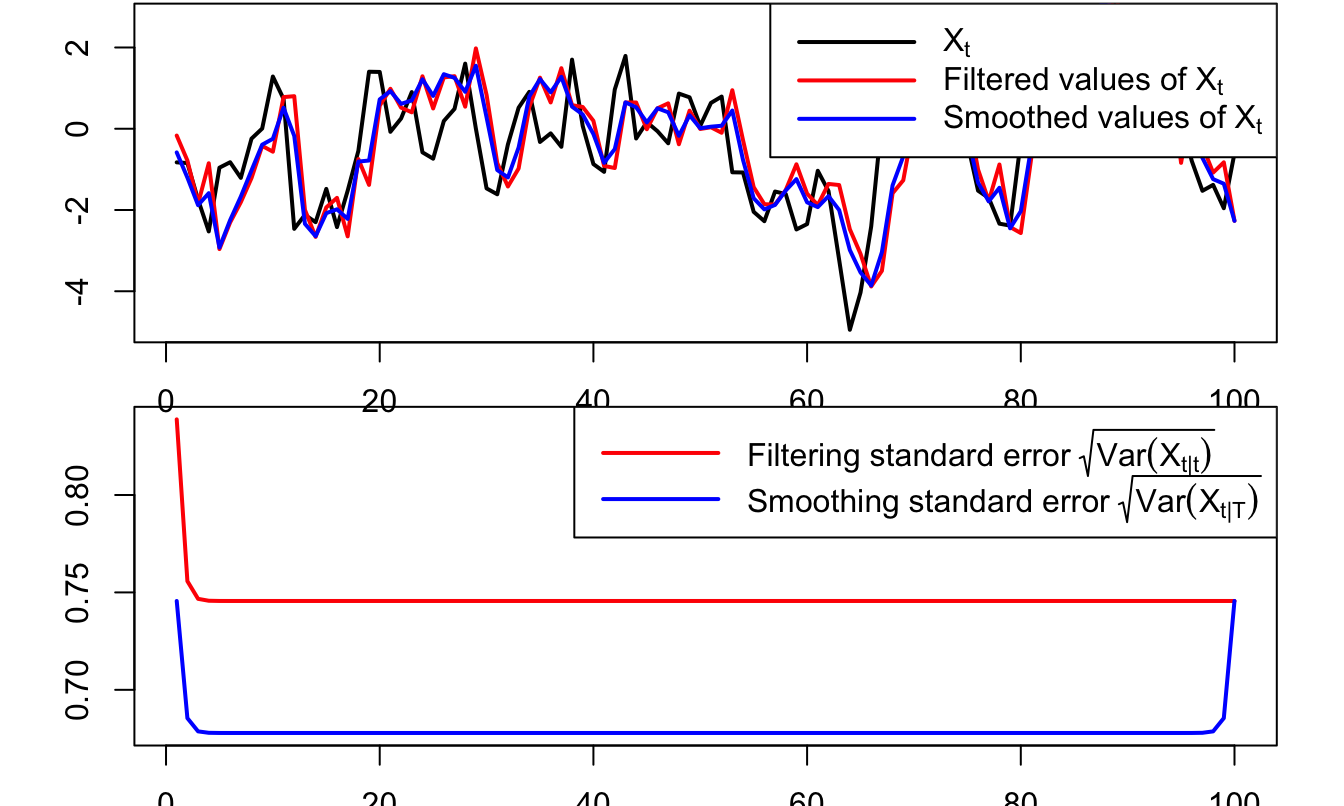 2
0
-2
-4
X_t
Filtered values of X_t
Smoothed values of X_t
0 20 40 60 80 100
0.80
0.75
0.70
Filtering standard error √Var(X_t|t)
Smoothing standard error √Var(X_t|T)
0 20 40 60 80 100